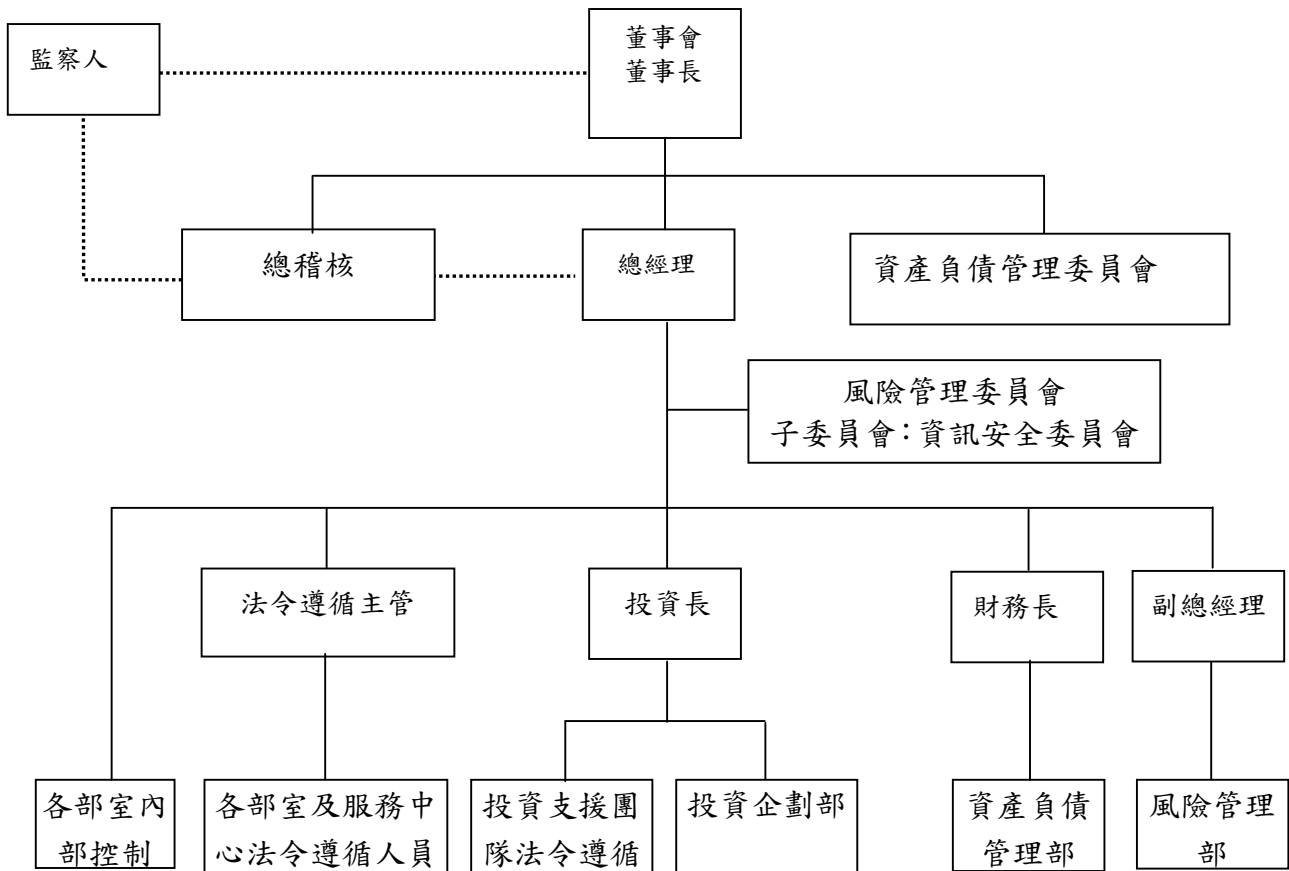 監察人
董事會
董事長
總稽核
總經理
資產負債管理委員會
風險管理委員會
子委員會：資訊安全委員會
法令遵循主管
投資長
財務長
副總經理
各部室內
部控制
各部室及服務中
心法令遵循人員
投資支援團
隊法令遵循
投資企劃部
資產負債
管理部
風險管理
部